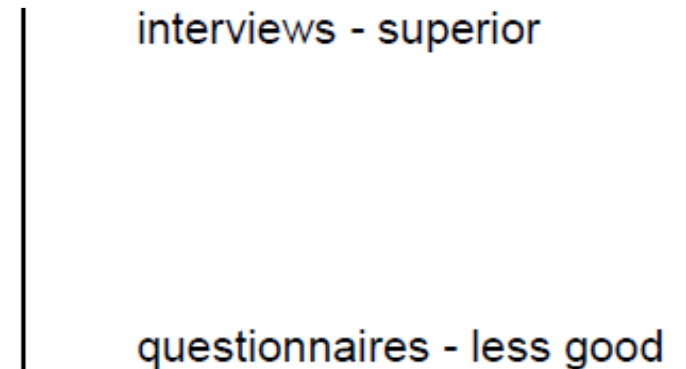 interviews - superior
questionnaires - less good